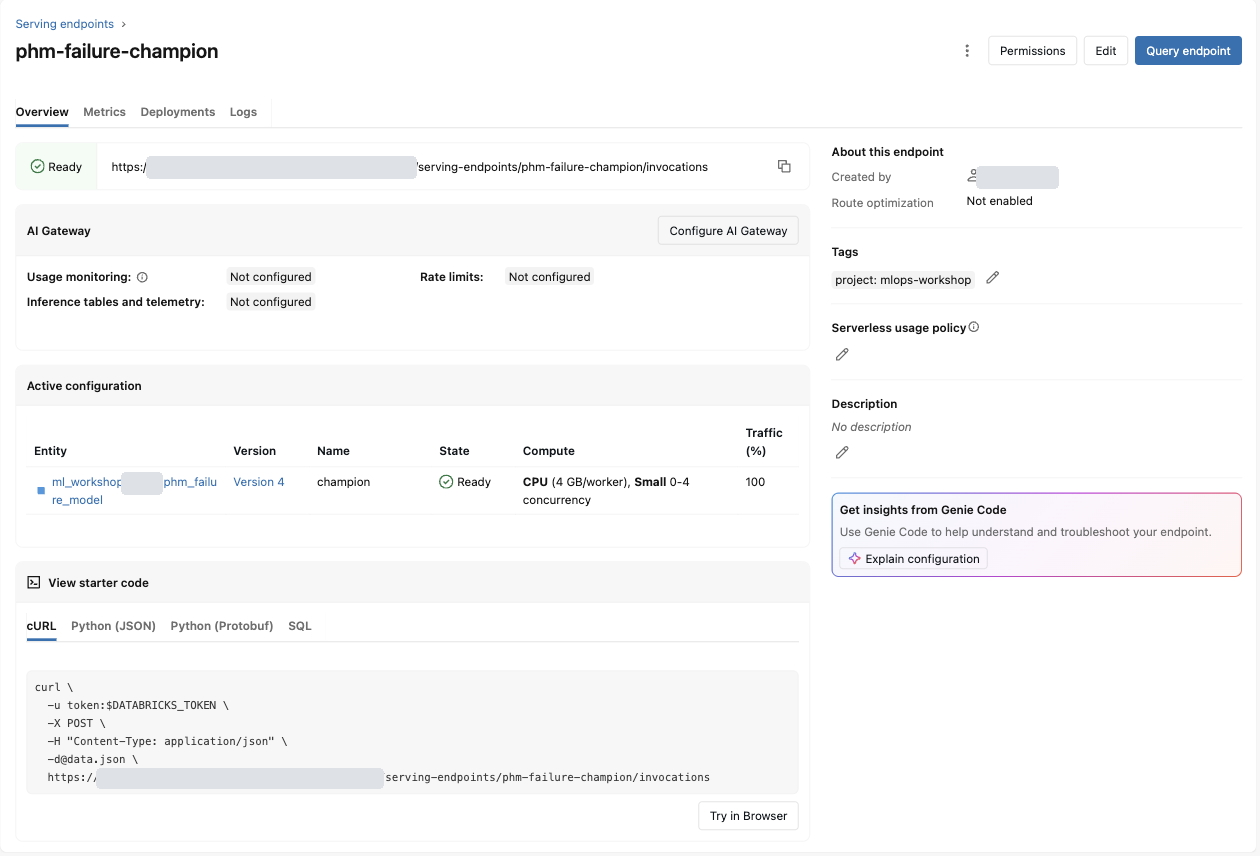 Serving endpoints ›
phm-failure-champion
Permissions
Edit
Query endpoint
Overview
Metrics
Deployments
Logs
Ready
https:/ /serving-endpoints/phm-failure-champion/invocations
AI Gateway
Configure AI Gateway
Usage monitoring:
Not configured
Rate limits:
Not configured
Inference tables and telemetry:
Not configured
Active configuration
Entity
Version
Name
State
Compute
Traffic
(%)
ml_workshop phm_failu
re_model
Version 4
champion
Ready
CPU (4 GB/worker), Small 0-4
concurrency
100
View starter code
cURL
Python (JSON)
Python (Protobuf)
SQL
curl \
-u token:$DATABRICKS_TOKEN \
-X POST \
-H "Content-Type: application/json" \
-d@data.json \
https:// serving-endpoints/phm-failure-champion/invocations
Try in Browser
About this endpoint
Created by
Route optimization
Not enabled
Tags
project: mlops-workshop
Serverless usage policy
Description
No description
Get insights from Genie Code
Use Genie Code to help understand and troubleshoot your endpoint.
Explain configuration